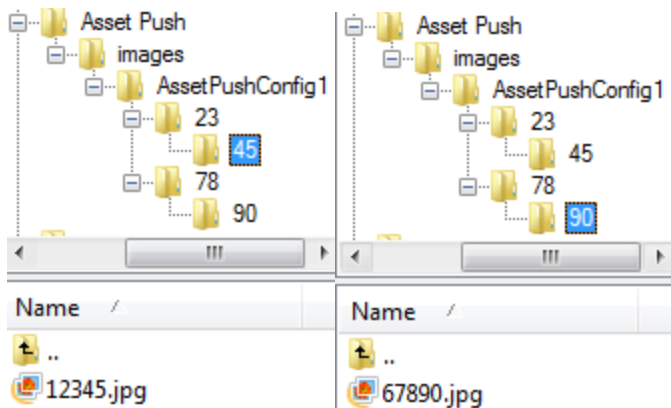 Asset Push
images
AssetPushConfig1
23
45
78
90
Name
..
12345.jpg
Asset Push
images
AssetPushConfig1
23
45
78
90
Name
..
67890.jpg